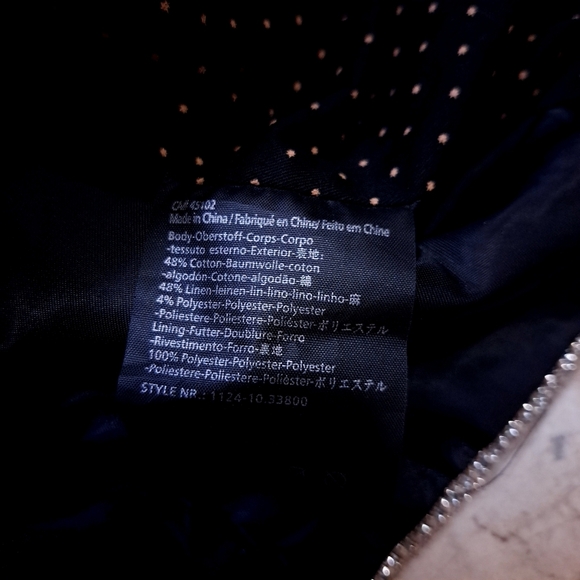 QM 45102
Made in China / Fabriqué en Chine/ Feito em Chine
Body-Oberstoff-Corps-Corpo
-tessuto esterno-Exterior-表地:
48% Cotton-Baumwolle-coton
-algodón-Cotone-algodão-綿
48% Linen-leinen-lin-lino-lino-linho-麻
4% Polyester-Polyester-Polyester
-Poliestere-Poliestere-Poliéster-ポリエステル
Lining-Futter-Doublure-Forro
-Rivestimento-Forro-裏地
100% Polyester-Polyester-Polyester
-Poliestere-Poliestere-Poliéster-ポリエステル
STYLE NR.: 1124-10.33800